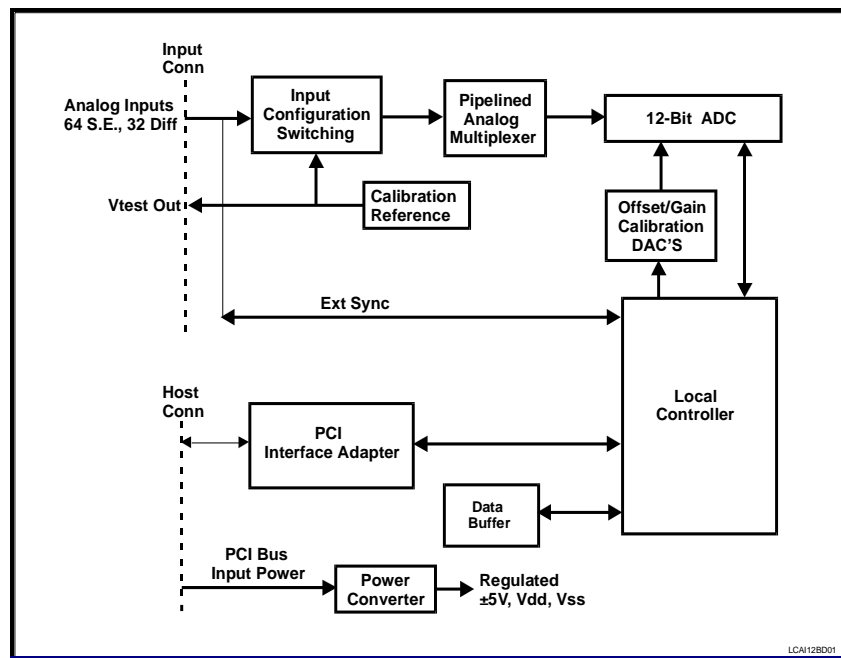 Input
Conn
Analog Inputs
64 S.E., 32 Diff
Input
Configuration
Switching
Pipelined
Analog
Multiplexer
12-Bit ADC
Vtest Out
Calibration
Reference
Offset/Gain
Calibration
DAC'S
Ext Sync
Host
Conn
PCI
Interface Adapter
Local
Controller
Data
Buffer
PCI Bus
Input Power
Power
Converter
Regulated
±5V, Vdd, Vss
LCAI12BD01